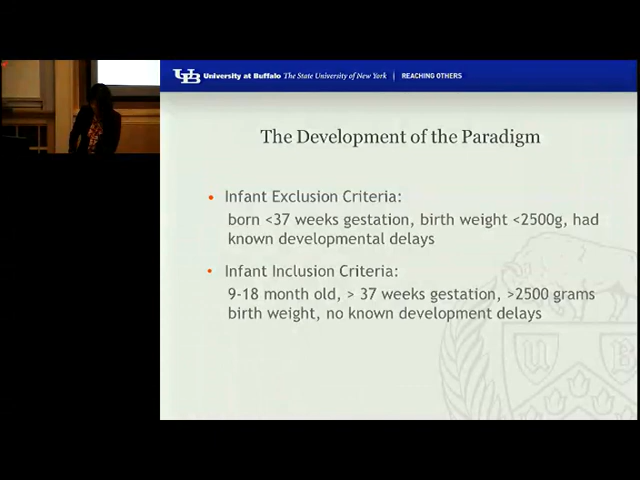 UB University at Buffalo The State University of New York | REACHING OTHERS
The Development of the Paradigm
• Infant Exclusion Criteria:
born <37 weeks gestation, birth weight <2500g, had
known developmental delays
• Infant Inclusion Criteria:
9-18 month old, > 37 weeks gestation, >2500 grams
birth weight, no known development delays
U B